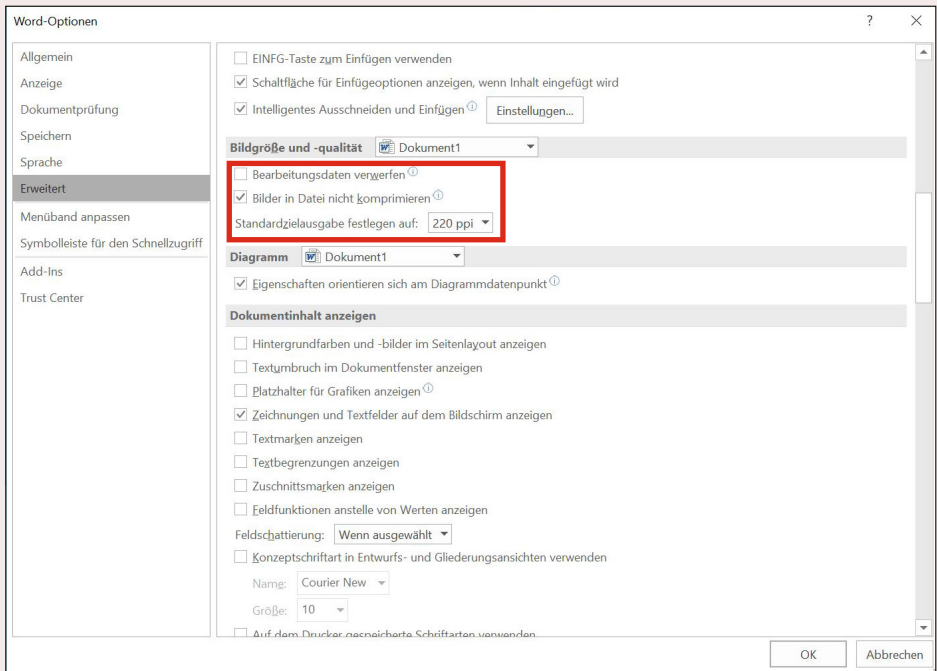 Word-Optionen
?
Allgemein
Anzeige
Dokumentprüfung
Speichern
Sprache
Erweitert
Menüband anpassen
Symbolleiste für den Schnellzugriff
Add-Ins
Trust Center
EINFG-Taste zum Einfügen verwenden
Schaltfläche für Einfügeoptionen anzeigen, wenn Inhalt eingefügt wird
Intelligentes Ausschneiden und Einfügen Einstellungen...
Bildgröße und -qualität Dokument1
Bearbeitungsdaten verwerfen
Bilder in Datei nicht komprimieren
Standardzielausgabe festlegen auf: 220 ppi
Diagramm Dokument1
Eigenschaften orientieren sich am Diagrammdatenpunkt
Dokumentinhalt anzeigen
Hintergrundfarben und -bilder im Seitenlayout anzeigen
Textumbruch im Dokumentfenster anzeigen
Platzhalter für Grafiken anzeigen
Zeichnungen und Textfelder auf dem Bildschirm anzeigen
Textmarken anzeigen
Textbegrenzungen anzeigen
Zuschnittsmarken anzeigen
Feldfunktionen anstelle von Werten anzeigen
Feldschattierung: Wenn ausgewählt
Konzeptschriftart in Entwurfs- und Gliederungsansichten verwenden
Name: Courier New
Größe: 10
Auf dem Drucker gespeicherte Schriftarten verwenden
OK Abbrechen